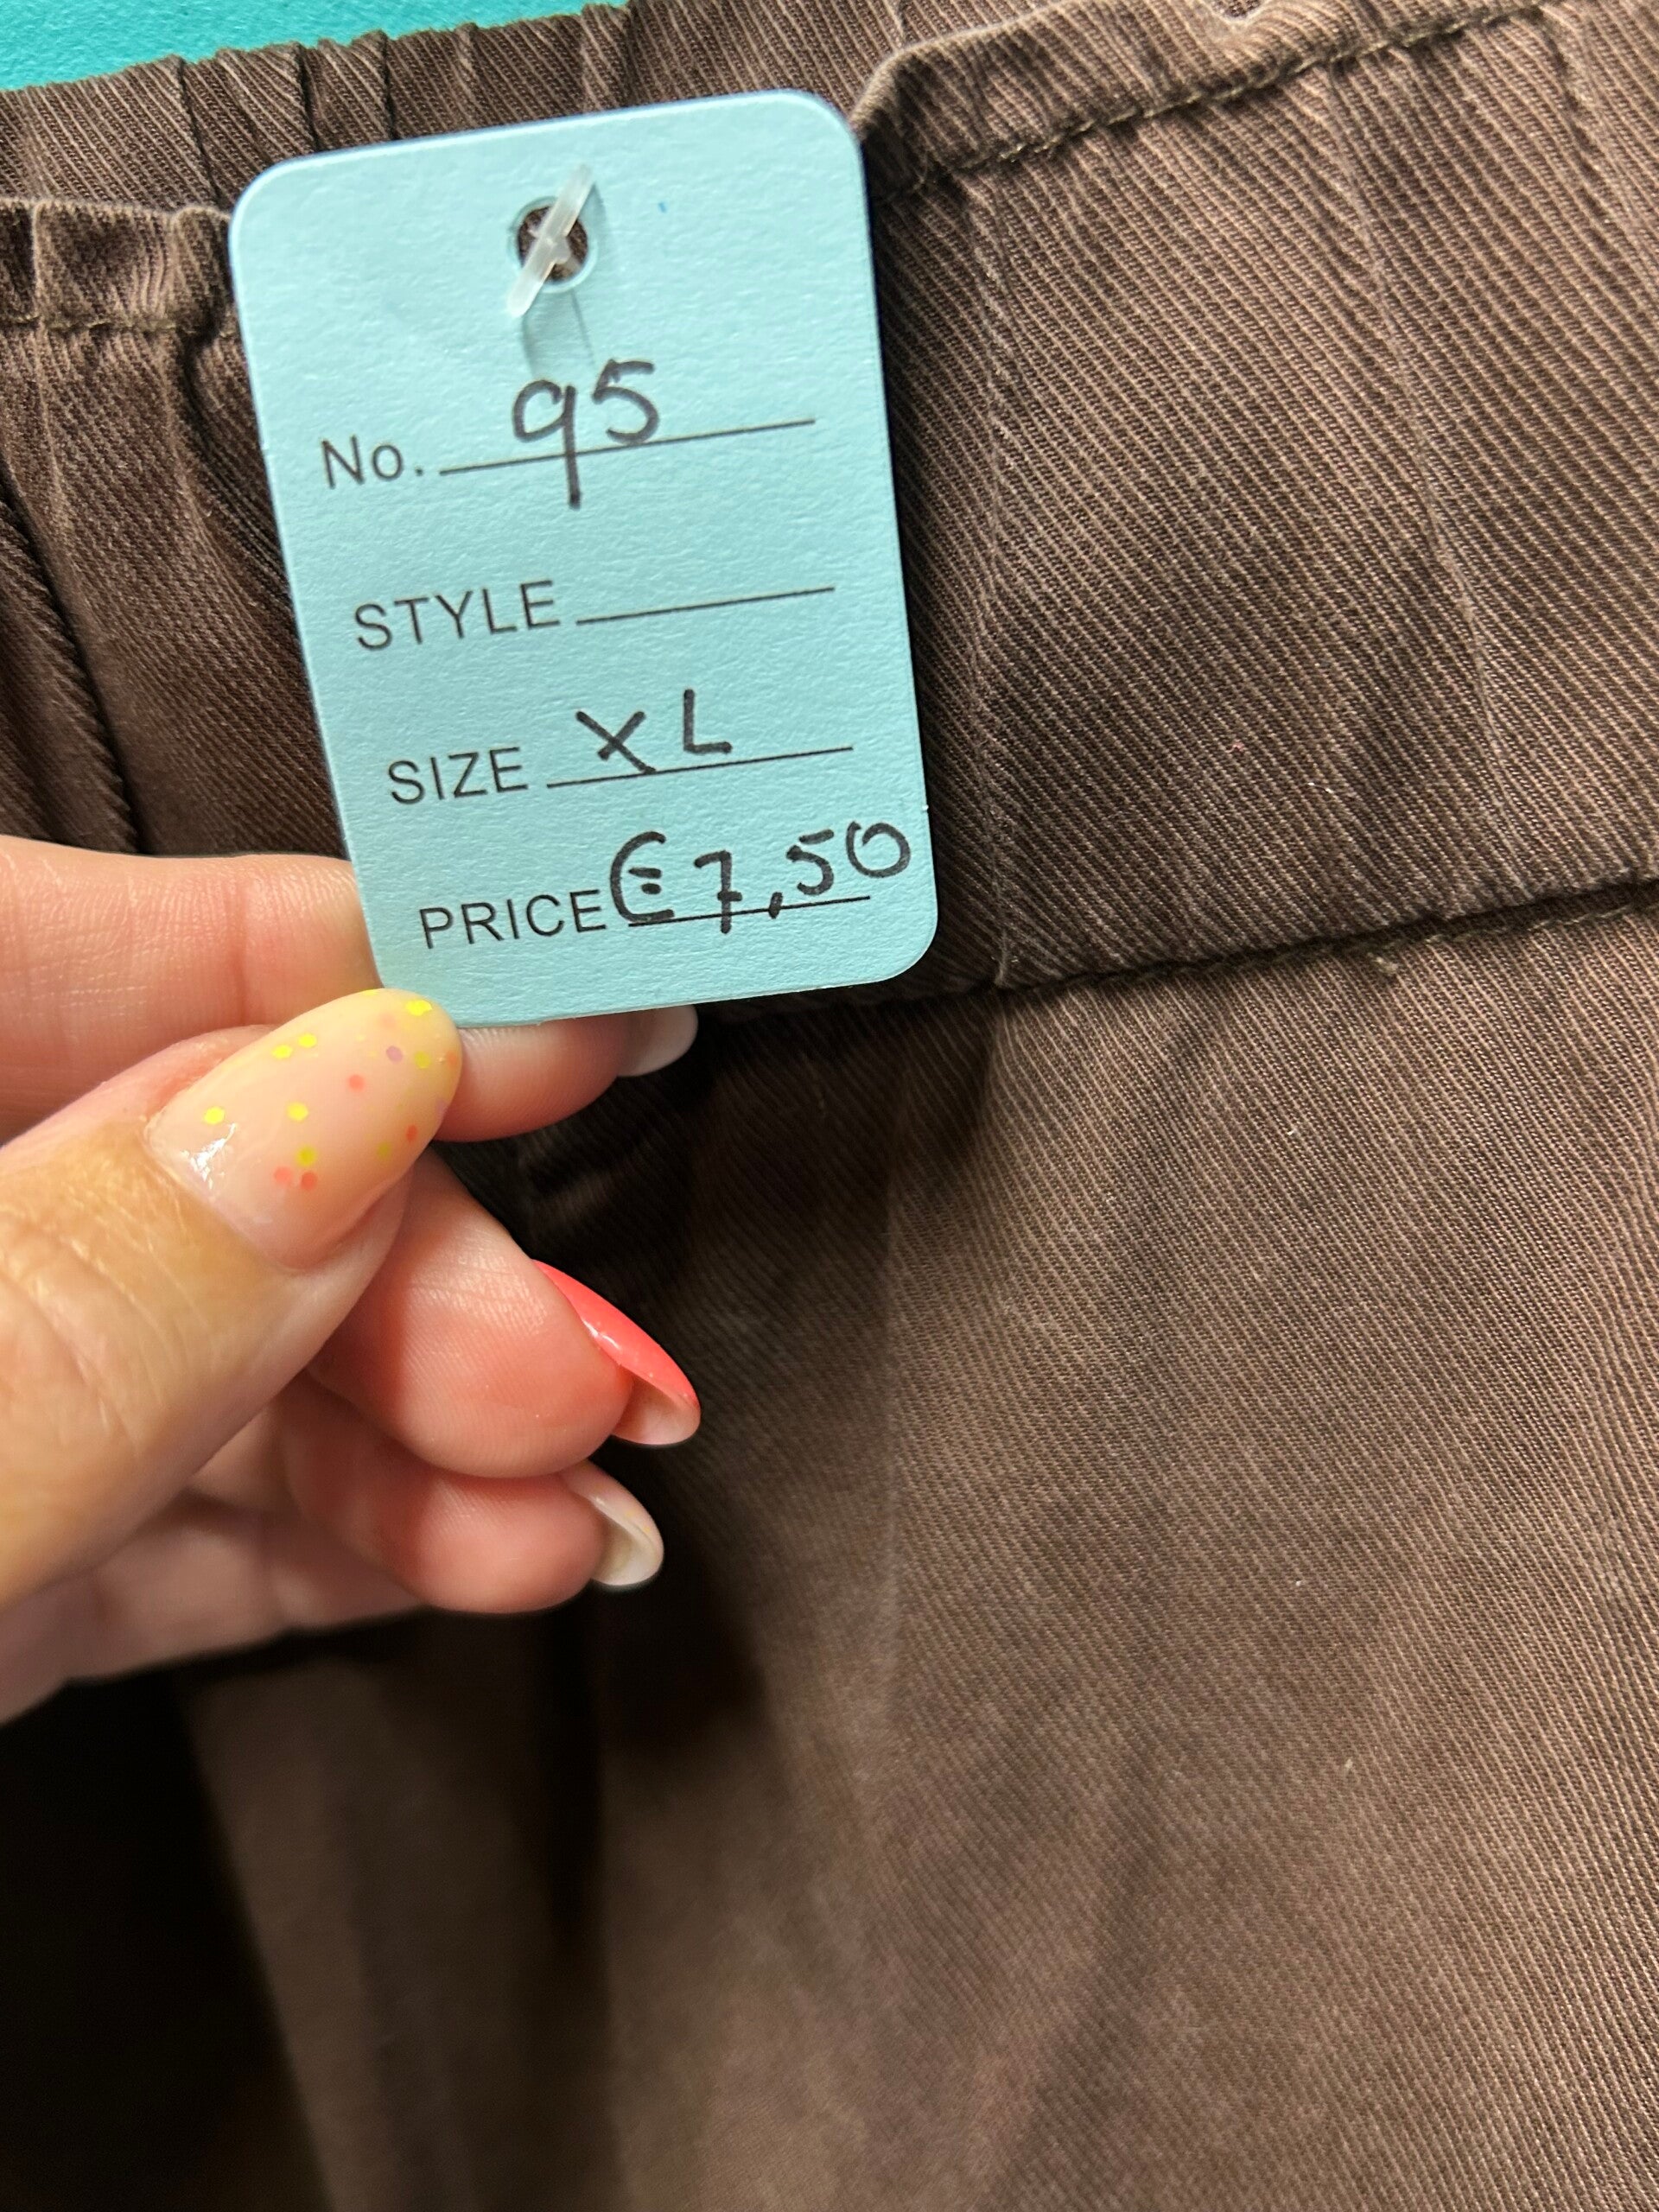 No. 95
STYLE
SIZE XL
PRICE €7,50